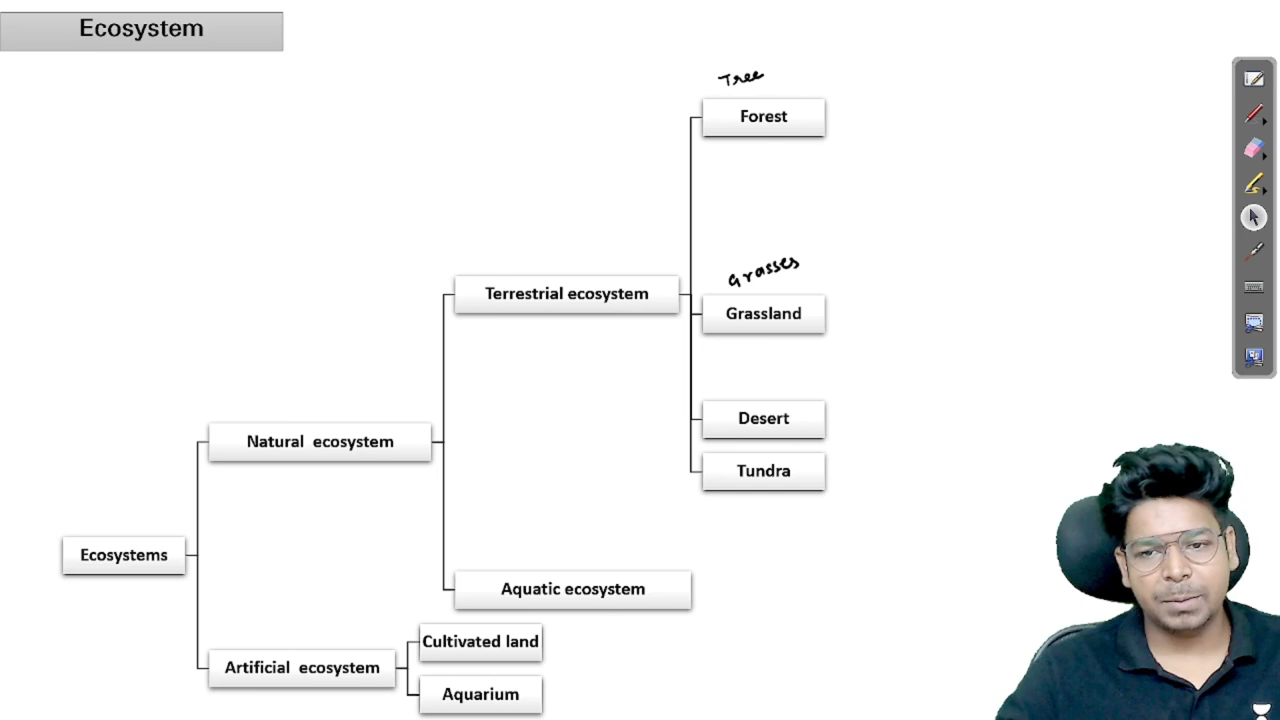 Ecosystem
Tree
Forest
Grasses
Terrestrial ecosystem
Grassland
Desert
Natural ecosystem
Tundra
Ecosystems
Aquatic ecosystem
Cultivated land
Artificial ecosystem
Aquarium